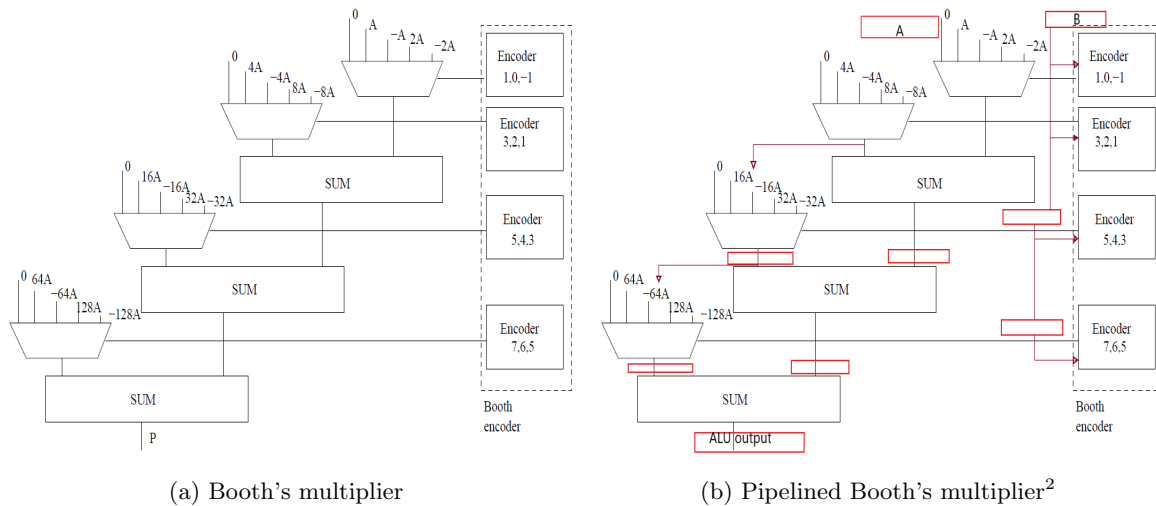 0
A
−A
2A
−2A
0
4A
−4A
8A
−8A
Encoder
1,0,−1
Encoder
3,2,1
SUM
0
16A
−16A
32A
−32A
Encoder
5,4,3
SUM
0
64A
−64A
128A
−128A
Encoder
7,6,5
SUM
Booth
encoder
P
(a) Booth's multiplier
A
B
0
A
−A
2A
−2A
0
4A
−4A
8A
−8A
Encoder
1,0,−1
Encoder
3,2,1
SUM
0
16A
−16A
32A
−32A
Encoder
5,4,3
SUM
0
64A
−64A
128A
−128A
Encoder
7,6,5
SUM
Booth
encoder
ALU output
(b) Pipelined Booth's multiplier²